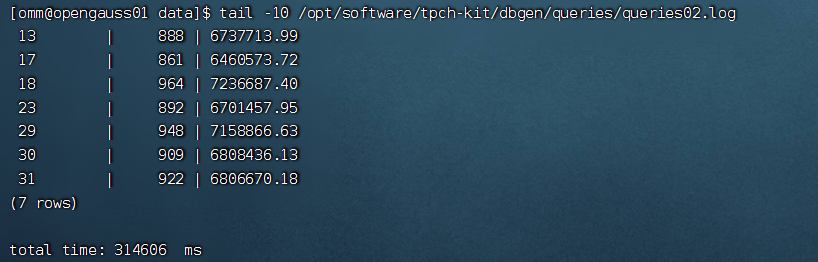 [omm@opengauss01 data]$ tail -10 /opt/software/tpch-kit/dbgen/queries/queries02.log
13 | 888 | 6737713.99
17 | 861 | 6460573.72
18 | 964 | 7236687.40
23 | 892 | 6701457.95
29 | 948 | 7158866.63
30 | 909 | 6808436.13
31 | 922 | 6806670.18
(7 rows)
total time: 314606 ms